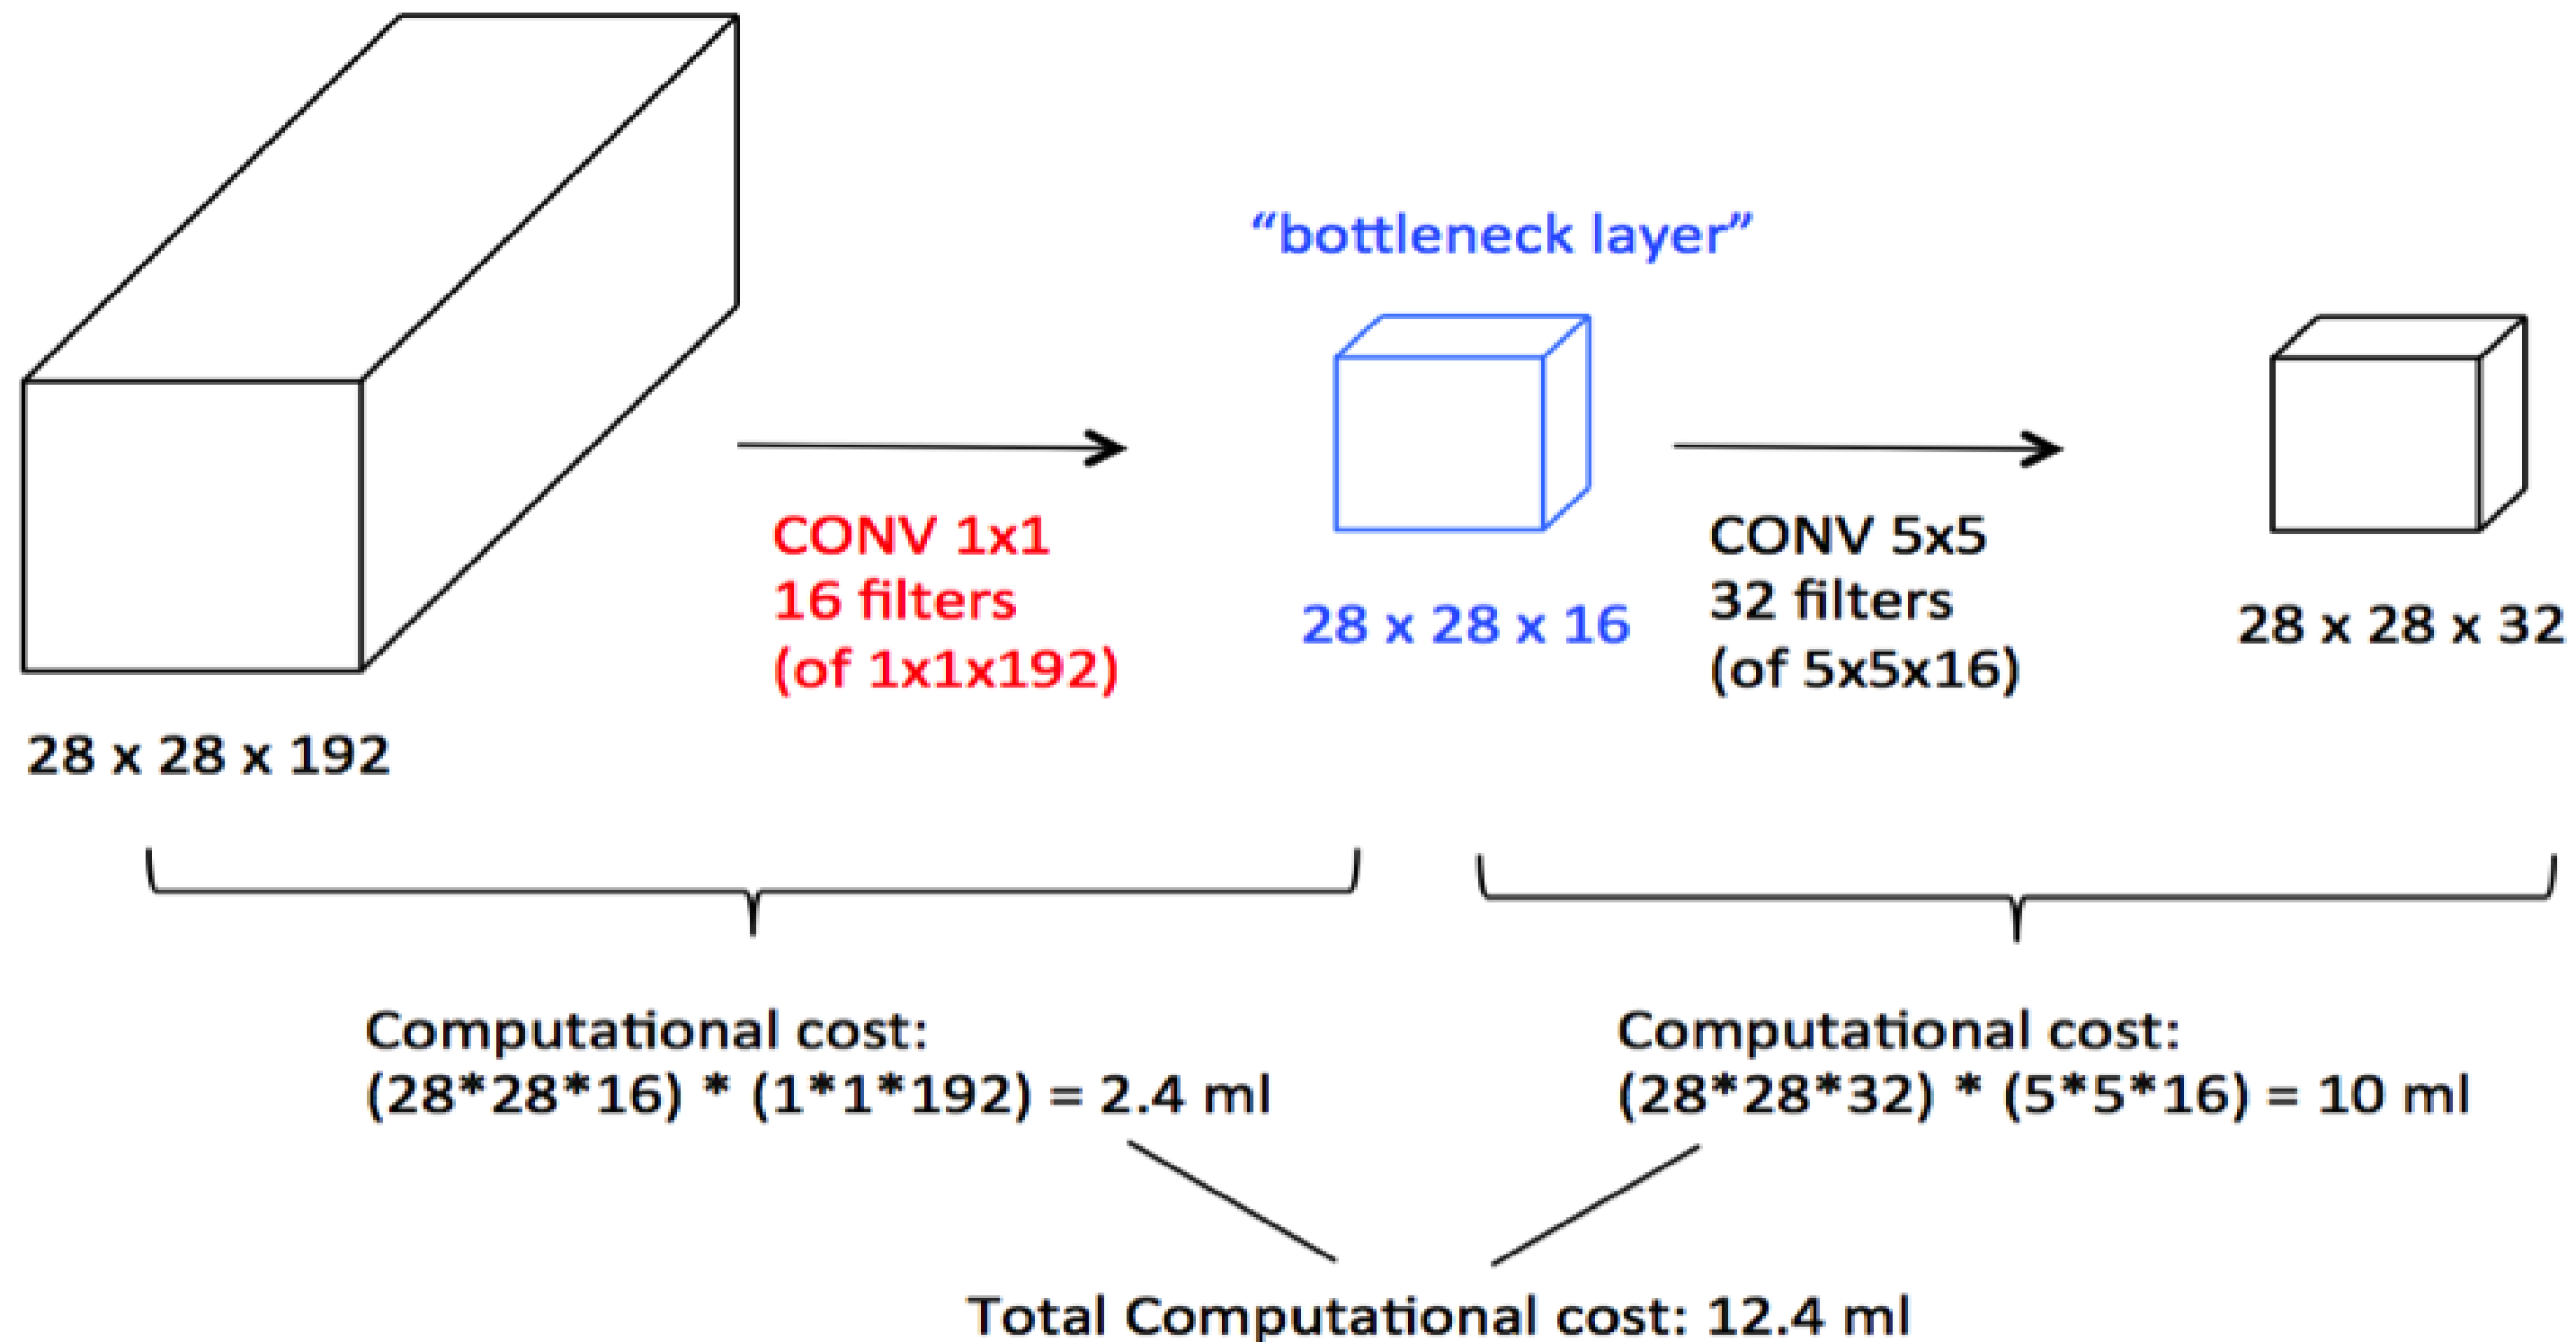 “bottleneck layer”
CONV 1x1
16 filters
(of 1x1x192)
28 x 28 x 16
CONV 5x5
32 filters
(of 5x5x16)
28 x 28 x 32
28 x 28 x 192
Computational cost:
(28*28*16) * (1*1*192) = 2.4 ml
Computational cost:
(28*28*32) * (5*5*16) = 10 ml
Total Computational cost: 12.4 ml